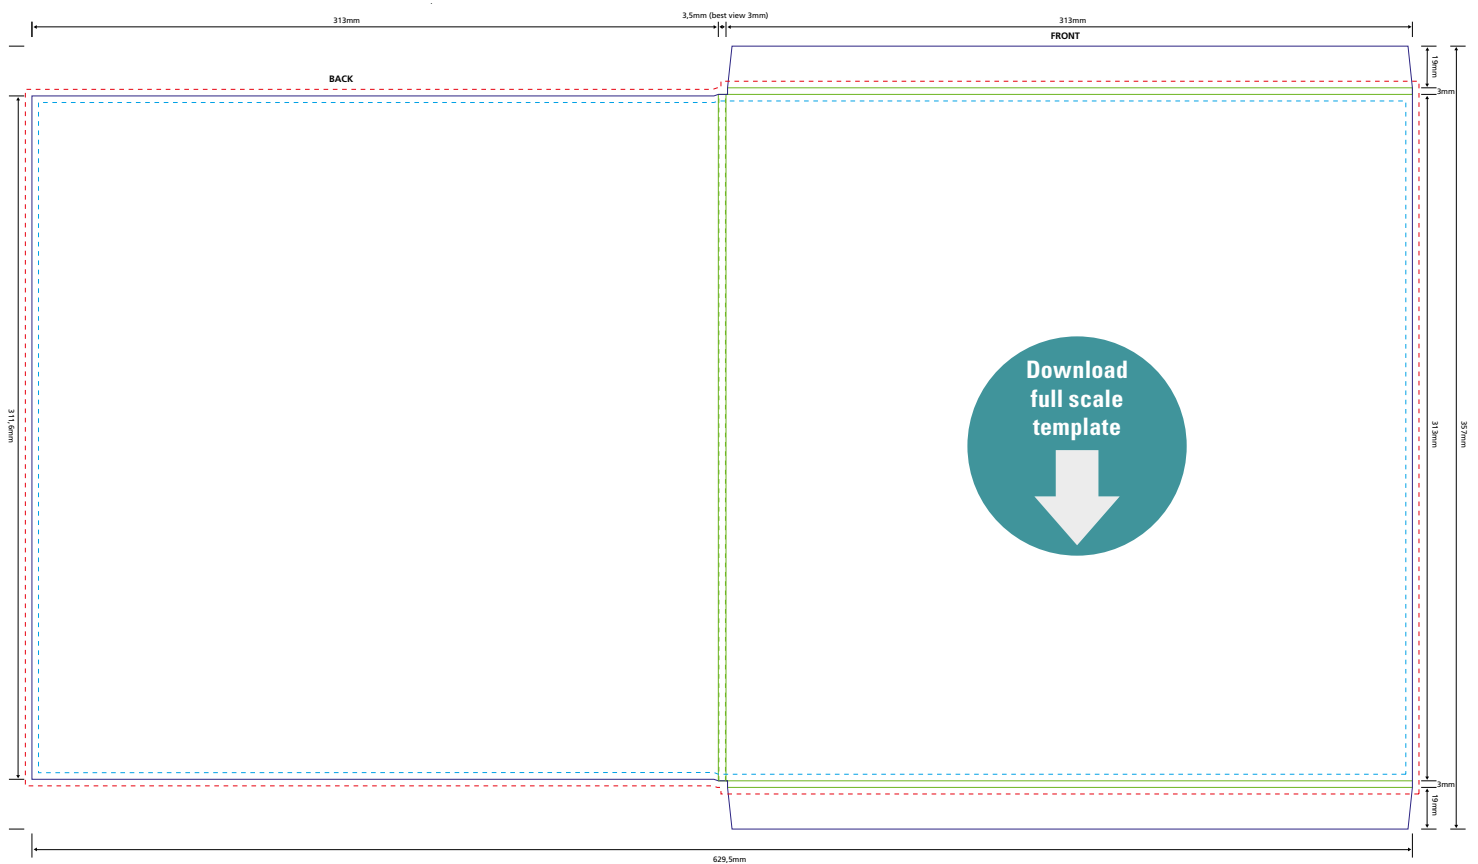 313mm
3,5mm (best view 3mm)
313mm
FRONT
BACK
19mm
3mm
311,6mm
Download
full scale
template
313mm
357mm
3mm
19mm
629,5mm